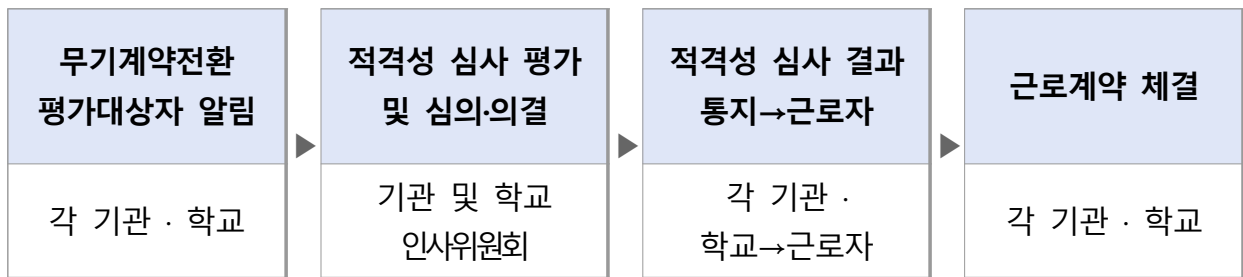 무기계약전환
평가대상자 알림
각 기관 · 학교
적격성 심사 평가
및 심의·의결
기관 및 학교
인사위원회
적격성 심사 결과
통지→근로자
각 기관 ·
학교→근로자
근로계약 체결
각 기관 · 학교